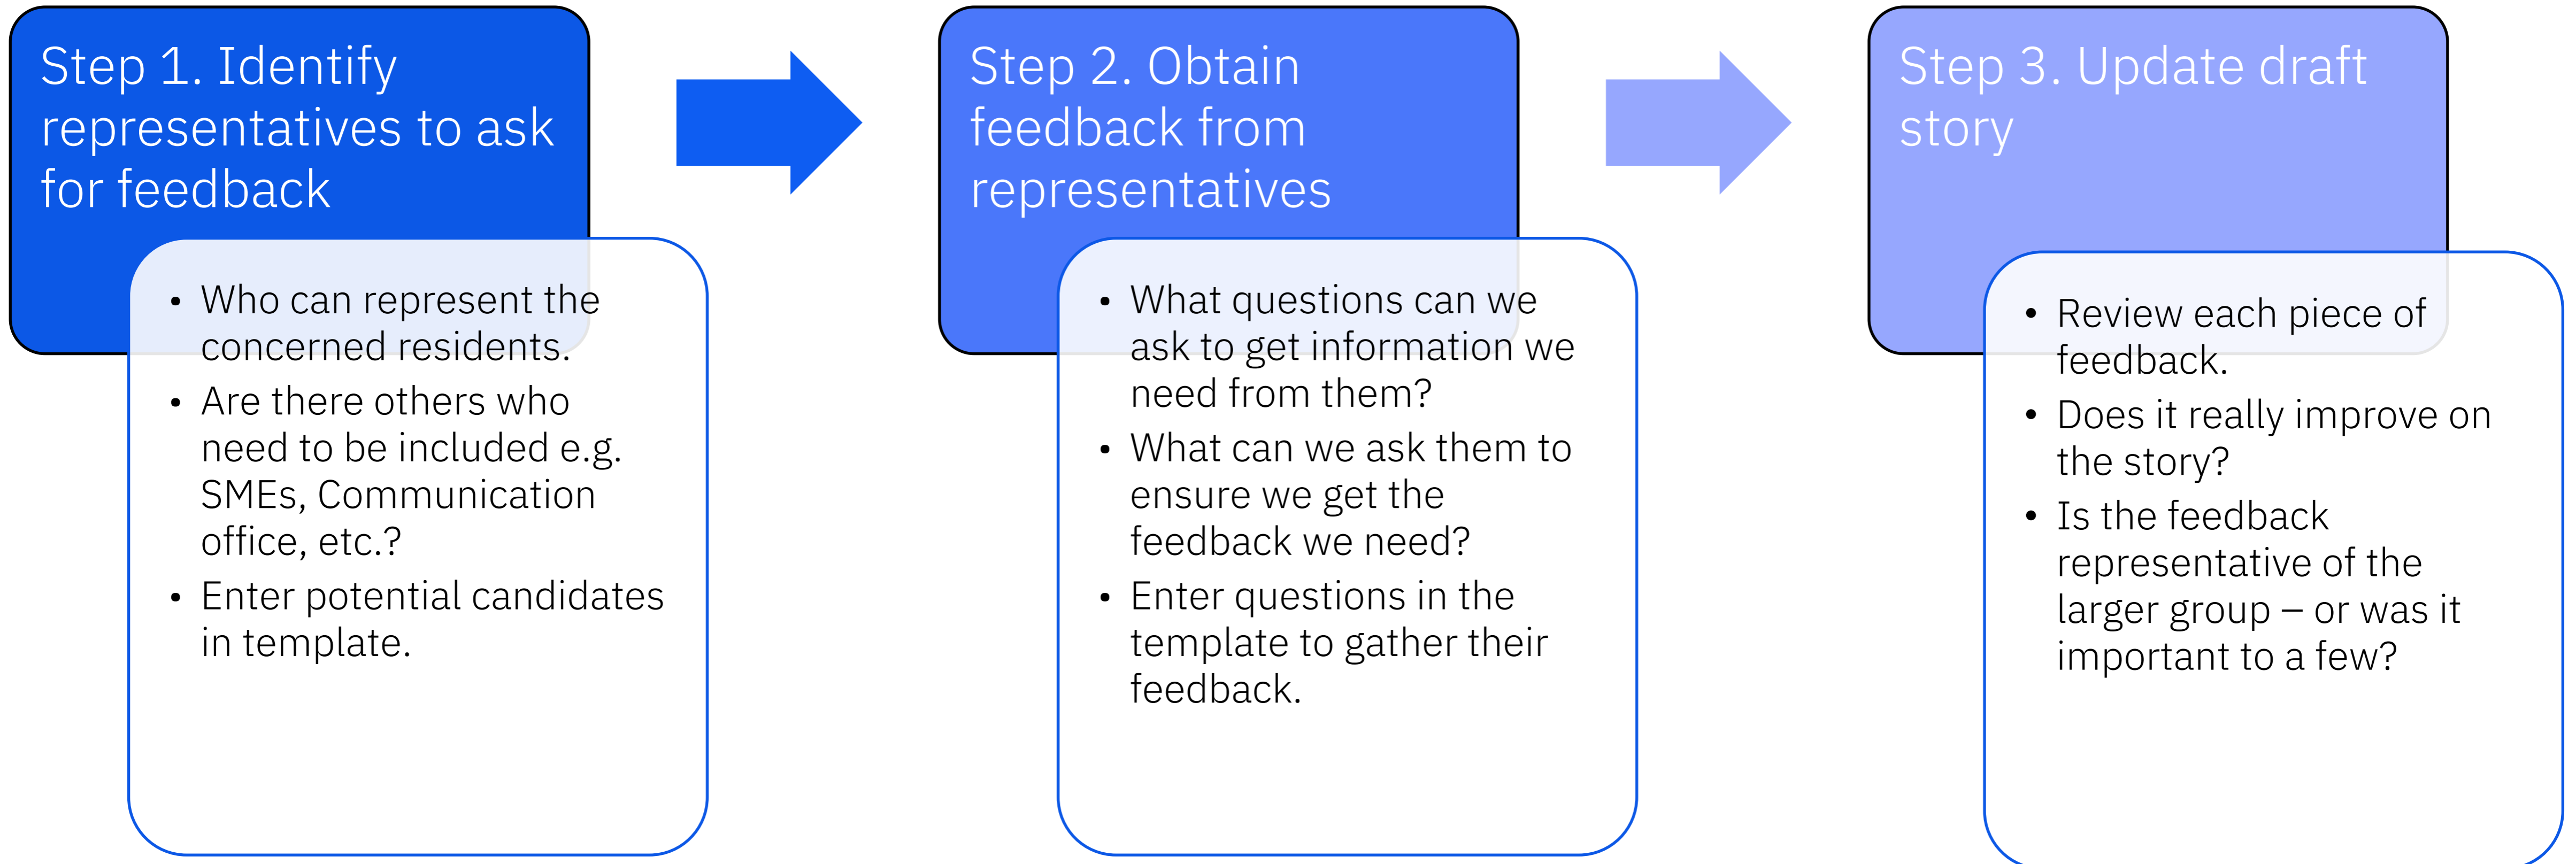 Step 1. Identify
representatives to ask
for feedback
• Who can represent the
concerned residents.
• Are there others who
need to be included e.g.
SMEs, Communication
office, etc.?
• Enter potential candidates
in template.
Step 2. Obtain
feedback from
representatives
• What questions can we
ask to get information we
need from them?
• What can we ask them to
ensure we get the
feedback we need?
• Enter questions in the
template to gather their
feedback.
Step 3. Update draft
story
• Review each piece of
feedback.
• Does it really improve on
the story?
• Is the feedback
representative of the
larger group – or was it
important to a few?